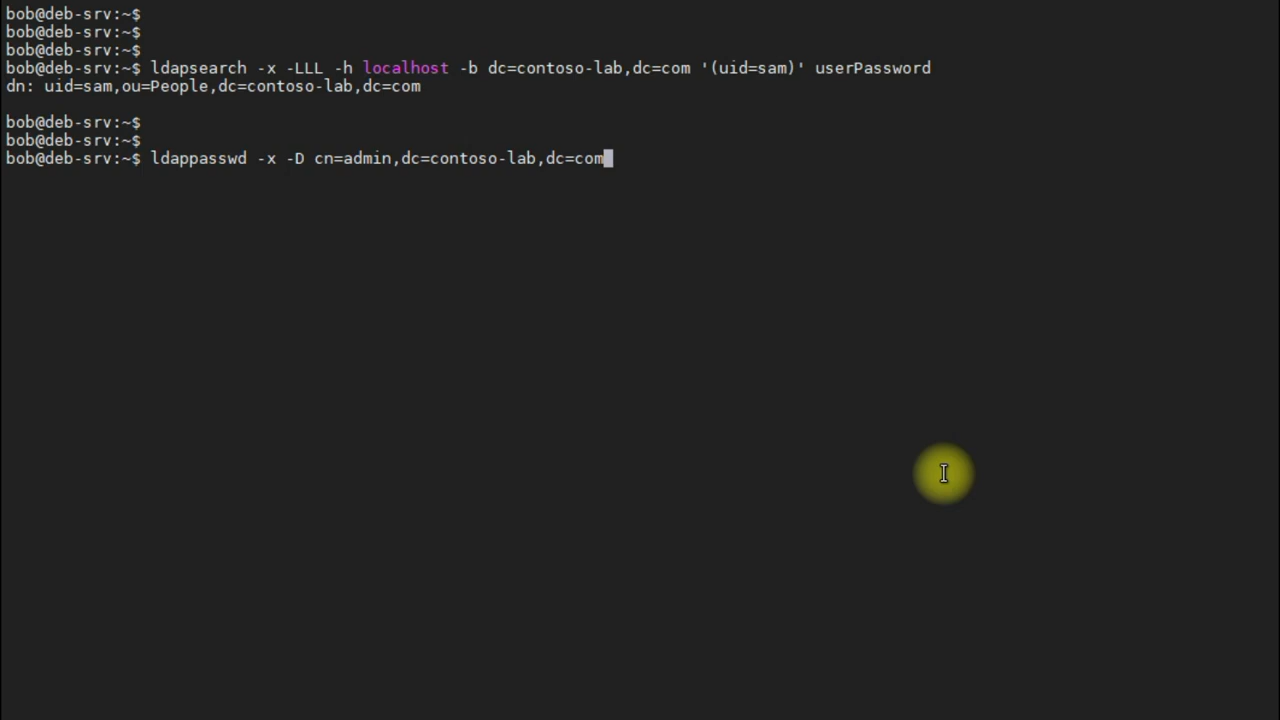 bob@deb-srv:~$
bob@deb-srv:~$
bob@deb-srv:~$
bob@deb-srv:~$ ldapsearch -x -LLL -h localhost -b dc=contoso-lab,dc=com '(uid=sam)' userPassword
dn: uid=sam,ou=People,dc=contoso-lab,dc=com
bob@deb-srv:~$
bob@deb-srv:~$
bob@deb-srv:~$ ldappasswd -x -D cn=admin,dc=contoso-lab,dc=com